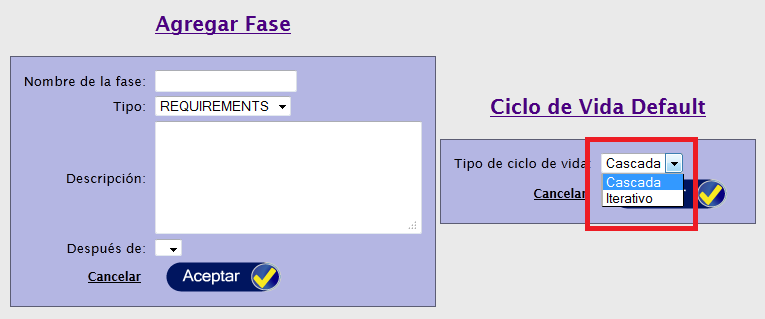 Agregar Fase
Nombre de la fase:
Tipo: REQUIREMENTS
Descripción:
Después de:
Cancelar Aceptar
Ciclo de Vida Default
Tipo de ciclo de vida: Cascada
Cascada
Iterativo
Cancelar